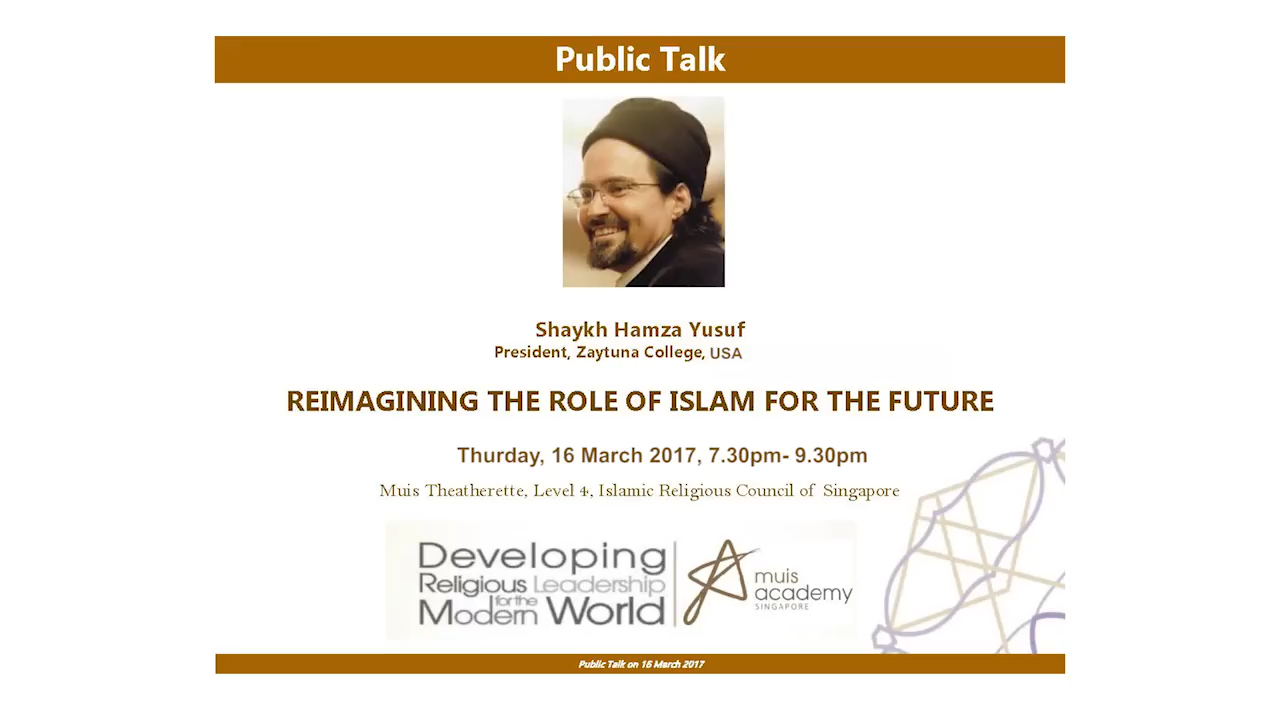 Public Talk
Shaykh Hamza Yusuf
President, Zaytuna College, USA
REIMAGINING THE ROLE OF ISLAM FOR THE FUTURE
Thurday, 16 March 2017, 7.30pm- 9.30pm
Muis Theatherette, Level 4, Islamic Religious Council of Singapore
Developing
Religious Leadership
for the
Modern World
muis
academy
SINGAPORE
Public Talk on 16 March 2017